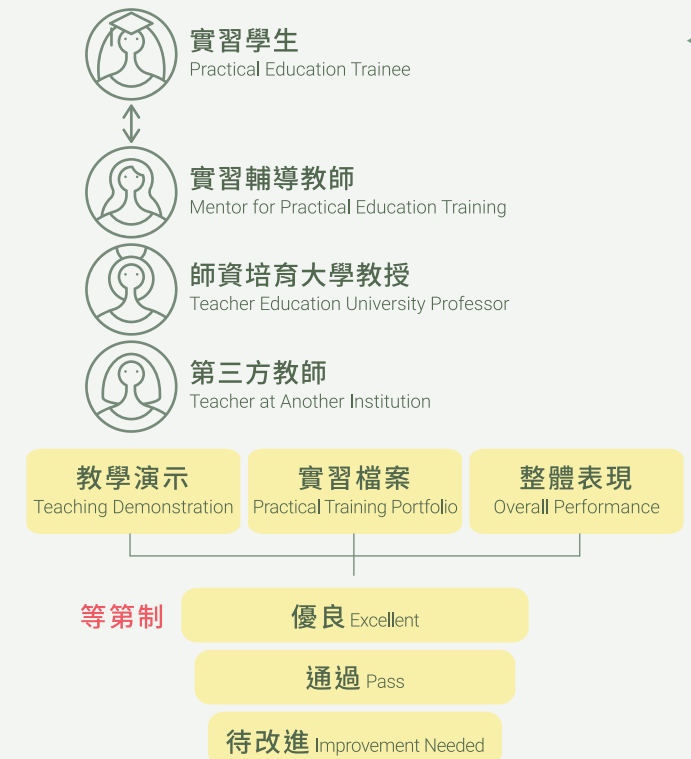 實習學生
Practical Education Trainee
實習輔導教師
Mentor for Practical Education Training
師資培育大學教授
Teacher Education University Professor
第三方教師
Teacher at Another Institution
教學演示
Teaching Demonstration
實習檔案
Practical Training Portfolio
整體表現
Overall Performance
等第制
優良 Excellent
通過 Pass
待改進 Improvement Needed